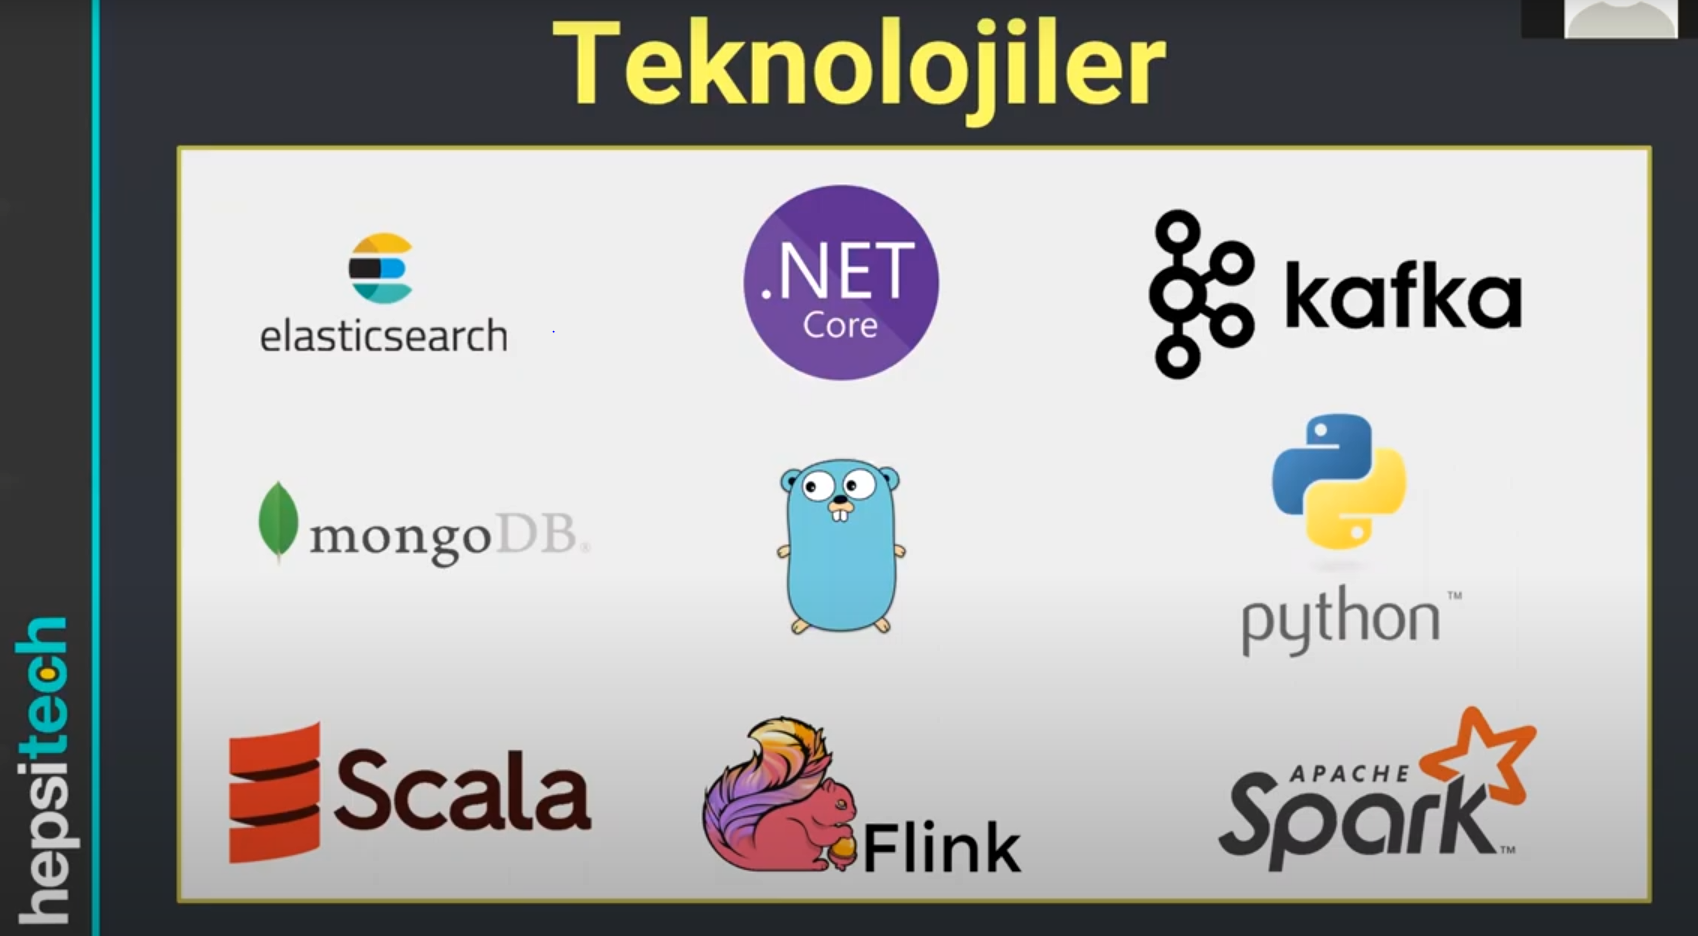 Teknolojiler
elasticsearch
.NET
Core
kafka
mongoDB®
python™
Scala
Flink
APACHE
Spark™
hepsitech